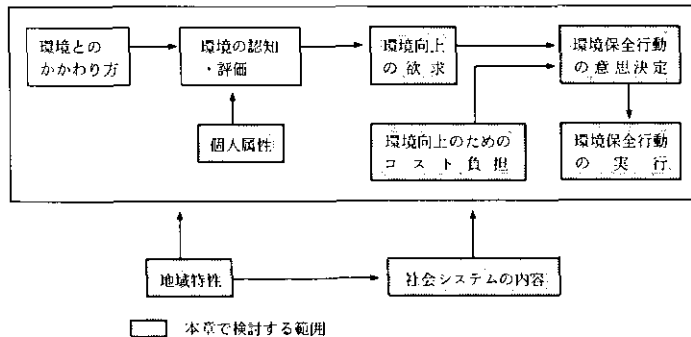 環境との
かかわり方
環境の認知
・評価
環境向上
の欲求
環境保全行動
の意思決定
個人属性
環境向上のための
コスト負担
環境保全行動
の実行
地域特性
社会システムの内容
本章で検討する範囲